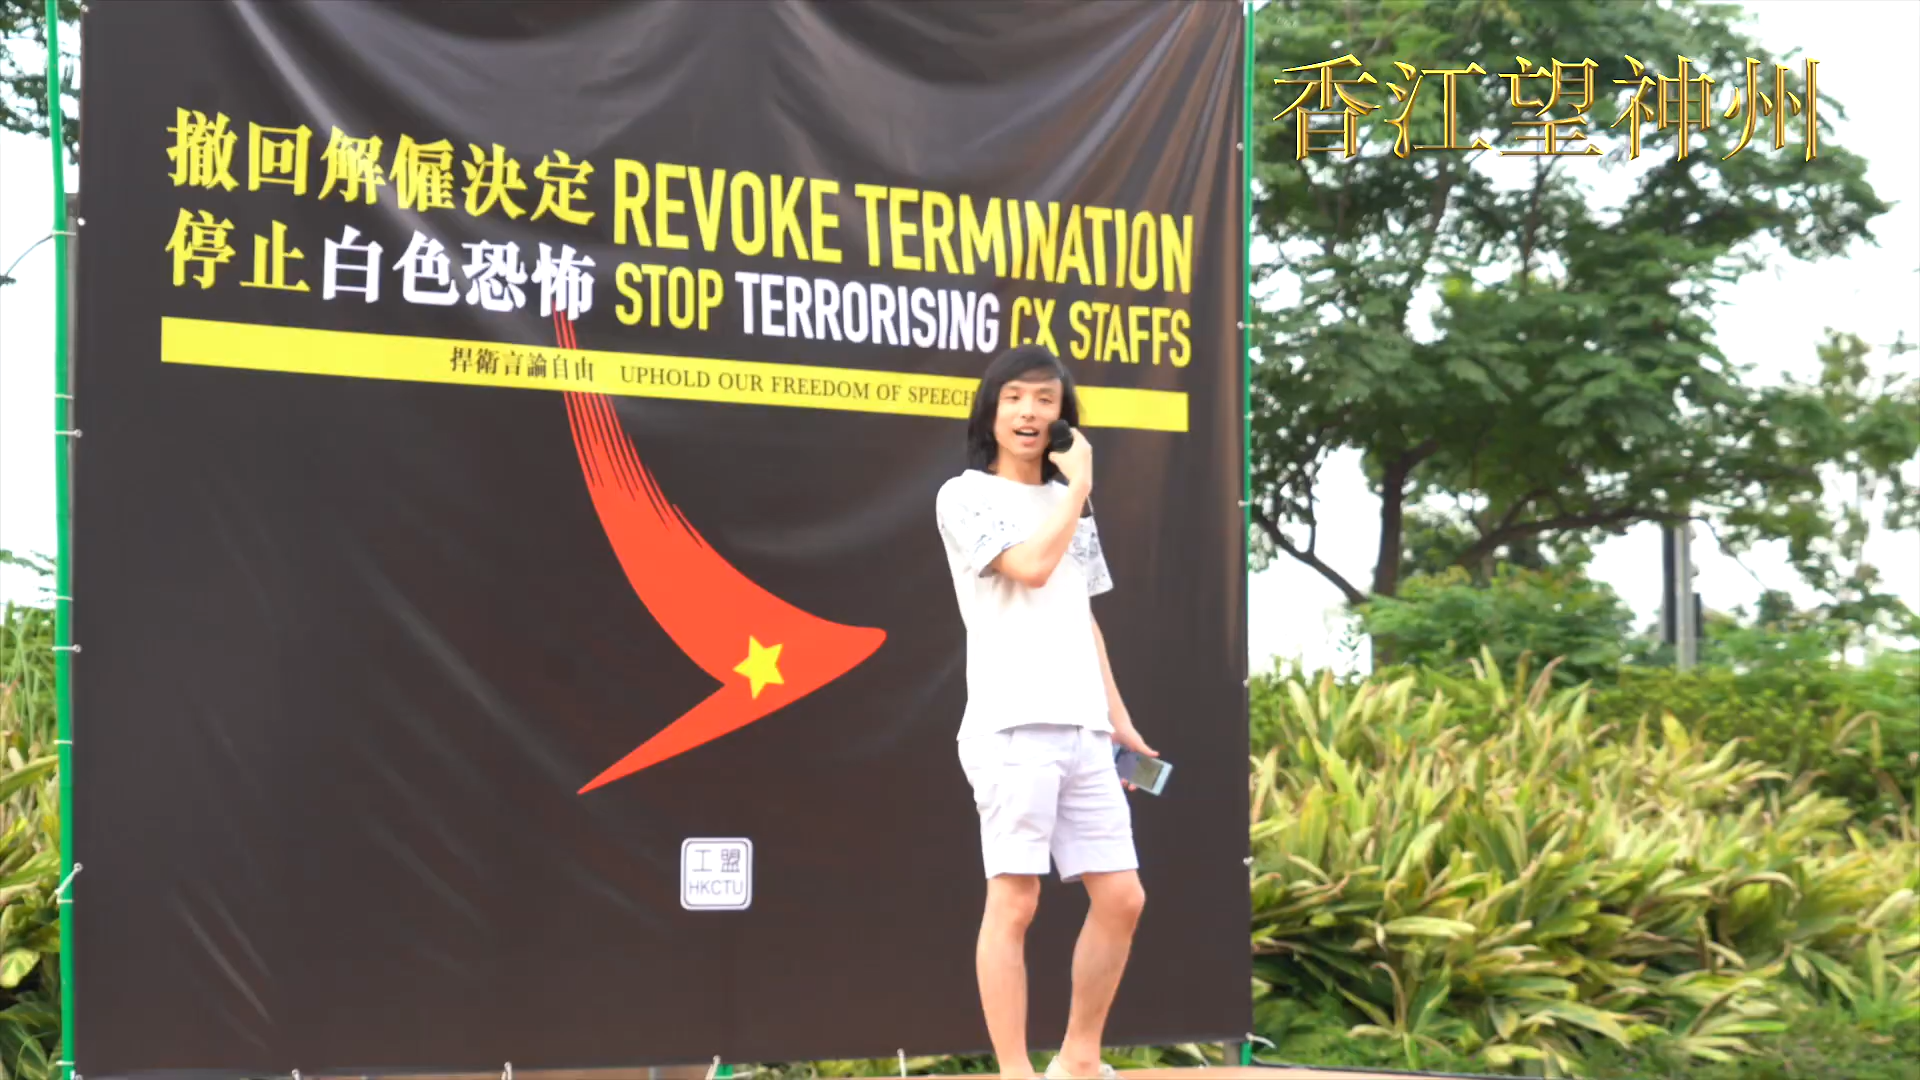 香江望神州
撤回解僱決定 REVOKE TERMINATION
停止白色恐怖 STOP TERRORISING CX STAFFS
捍衛言論自由 UPHOLD OUR FREEDOM OF SPEECH
工盟
HKCTU